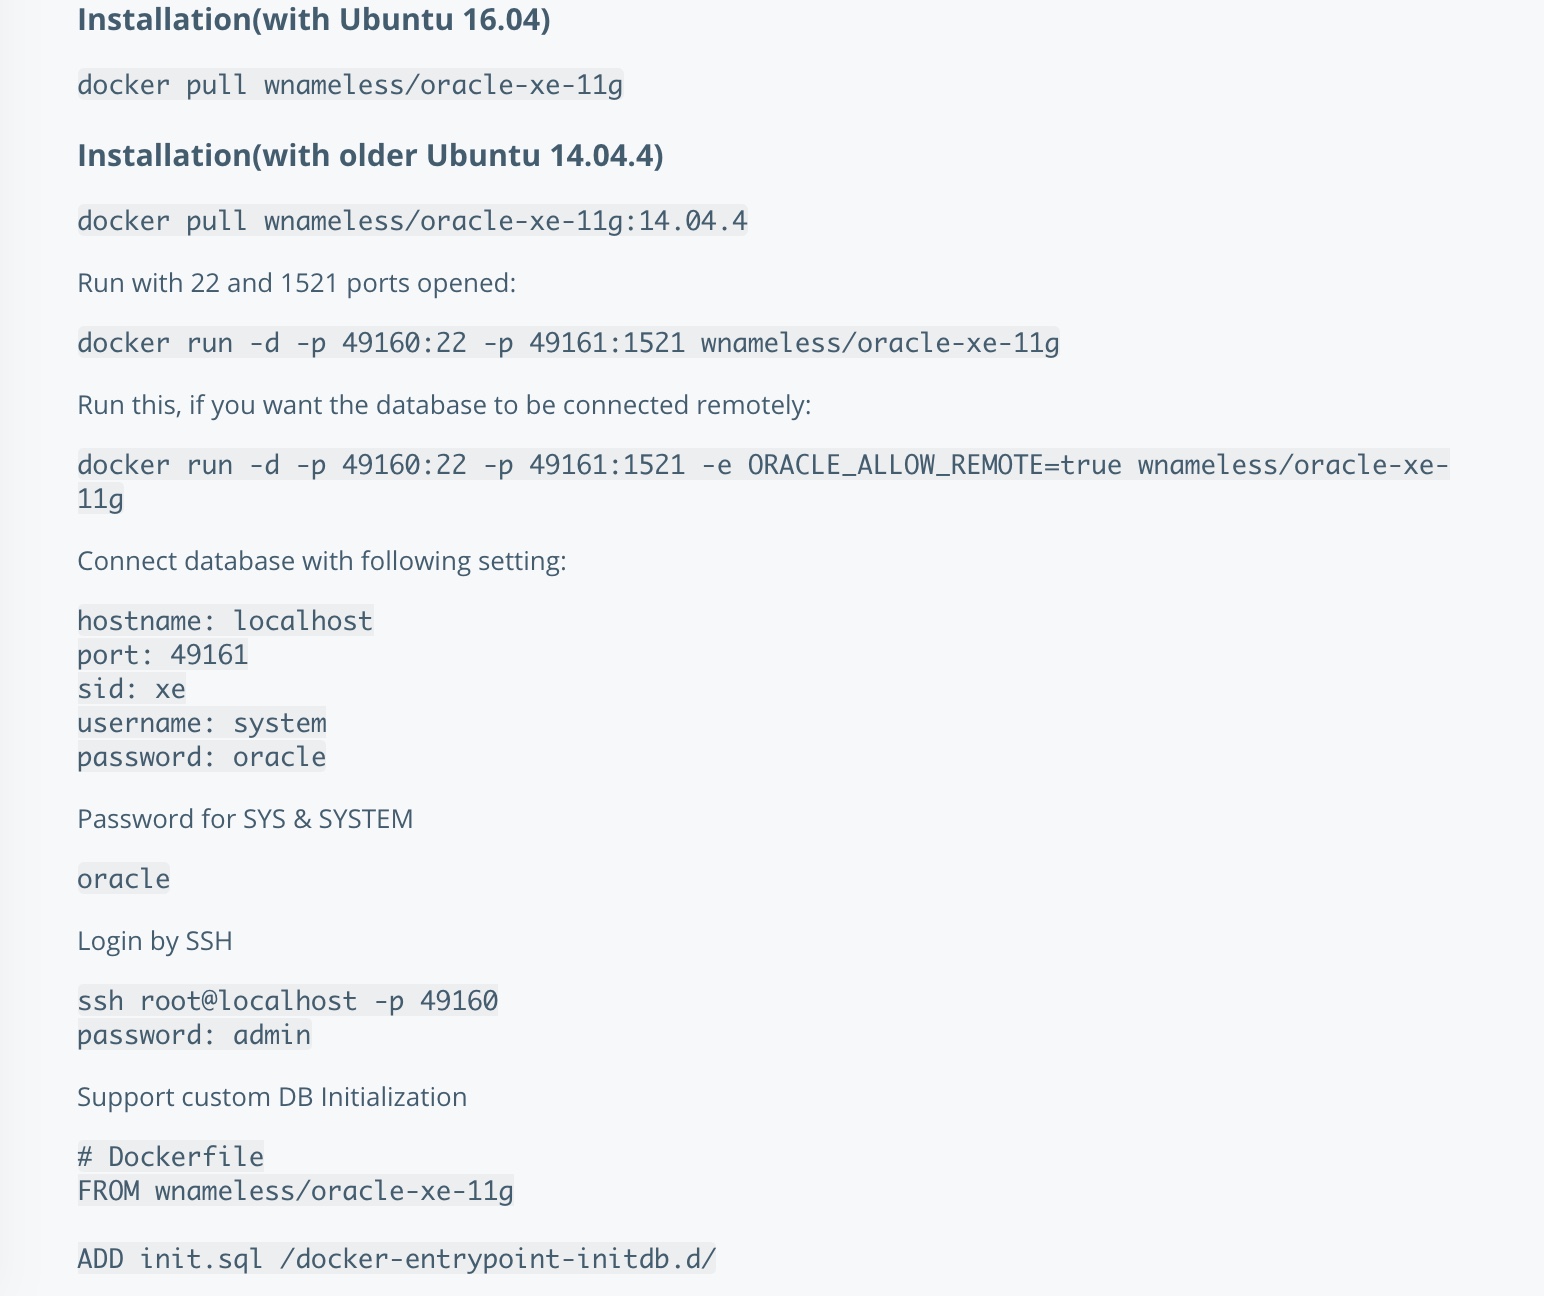 Installation(with Ubuntu 16.04)
docker pull wnameless/oracle-xe-11g
Installation(with older Ubuntu 14.04.4)
docker pull wnameless/oracle-xe-11g:14.04.4
Run with 22 and 1521 ports opened:
docker run -d -p 49160:22 -p 49161:1521 wnameless/oracle-xe-11g
Run this, if you want the database to be connected remotely:
docker run -d -p 49160:22 -p 49161:1521 -e ORACLE_ALLOW_REMOTE=true wnameless/oracle-xe-
11g
Connect database with following setting:
hostname: localhost
port: 49161
sid: xe
username: system
password: oracle
Password for SYS & SYSTEM
oracle
Login by SSH
ssh root@localhost -p 49160
password: admin
Support custom DB Initialization
# Dockerfile
FROM wnameless/oracle-xe-11g
ADD init.sql /docker-entrypoint-initdb.d/